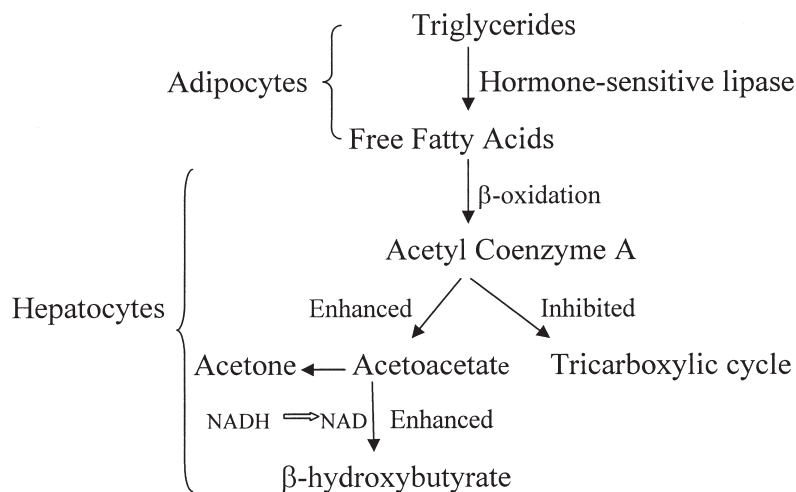 Triglycerides
Adipocytes
Hormone-sensitive lipase
Free Fatty Acids
β-oxidation
Acetyl Coenzyme A
Hepatocytes
Enhanced
Inhibited
Acetone
Acetoacetate
Tricarboxylic cycle
NADH
NAD
Enhanced
β-hydroxybutyrate